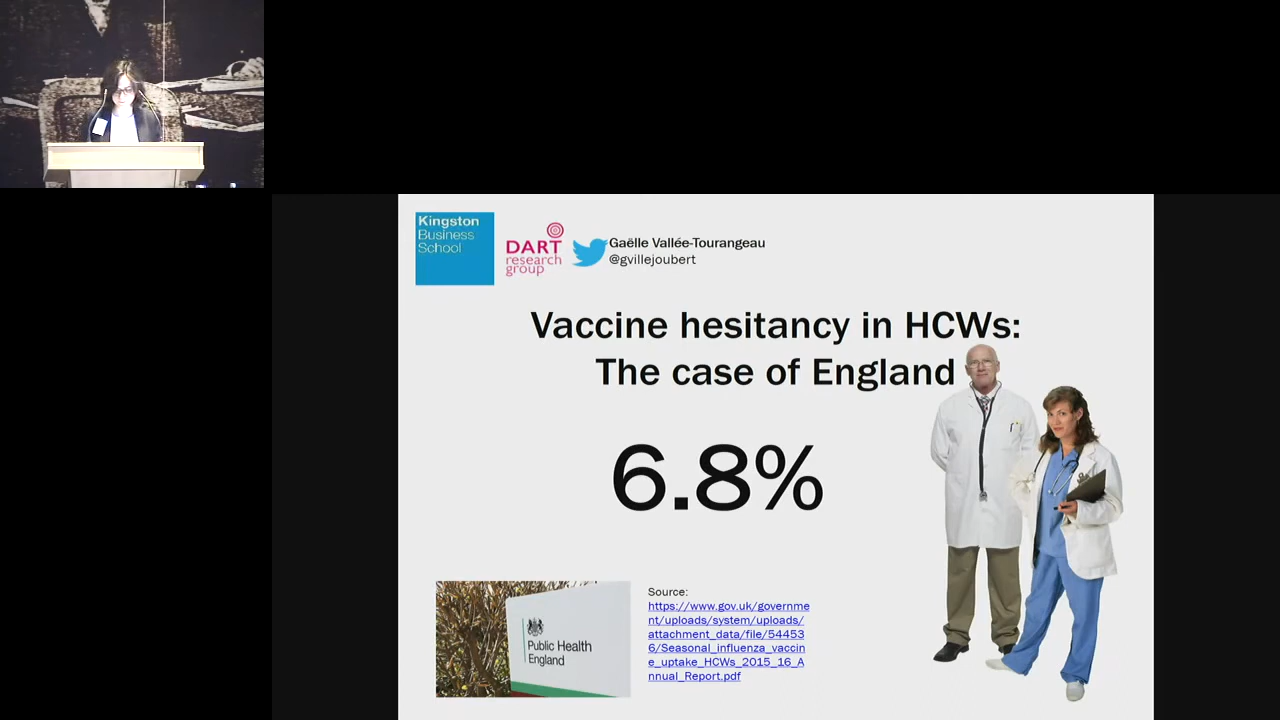 Kingston
Business
School
DART
research
group
Gaëlle Vallée-Tourangeau
@gvillejoubert
Vaccine hesitancy in HCWs:
The case of England
6.8%
Public Health
England
Source:
https://www.gov.uk/governme
nt/uploads/system/uploads/
attachment_data/file/54453
6/Seasonal_influenza_vaccin
e_uptake_HCWs_2015_16_A
nnual_Report.pdf